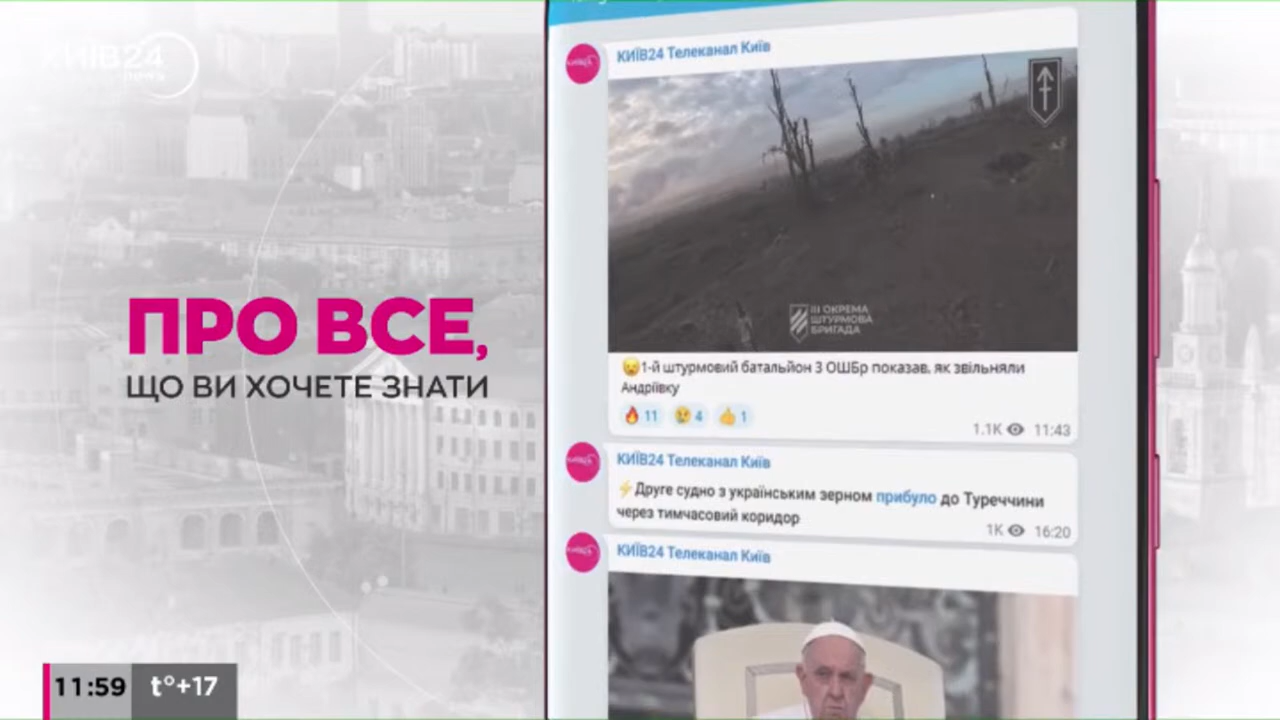 КИЇВ24
ПРО ВСЕ,
ЩО ВИ ХОЧЕТЕ ЗНАТИ
11:59 t°+17
КИЇВ24 Телеканал Київ
ІІІ ОКРЕМА
ШТУРМОВА
БРИГАДА
1-й штурмовий батальйон 3 ОШБр показав, як звільняли
Андріївку
11 4 1
1.1K 11:43
КИЇВ24 Телеканал Київ
Друге судно з українським зерном прибуло до Туреччини
через тимчасовий коридор
1K 16:20
КИЇВ24 Телеканал Київ